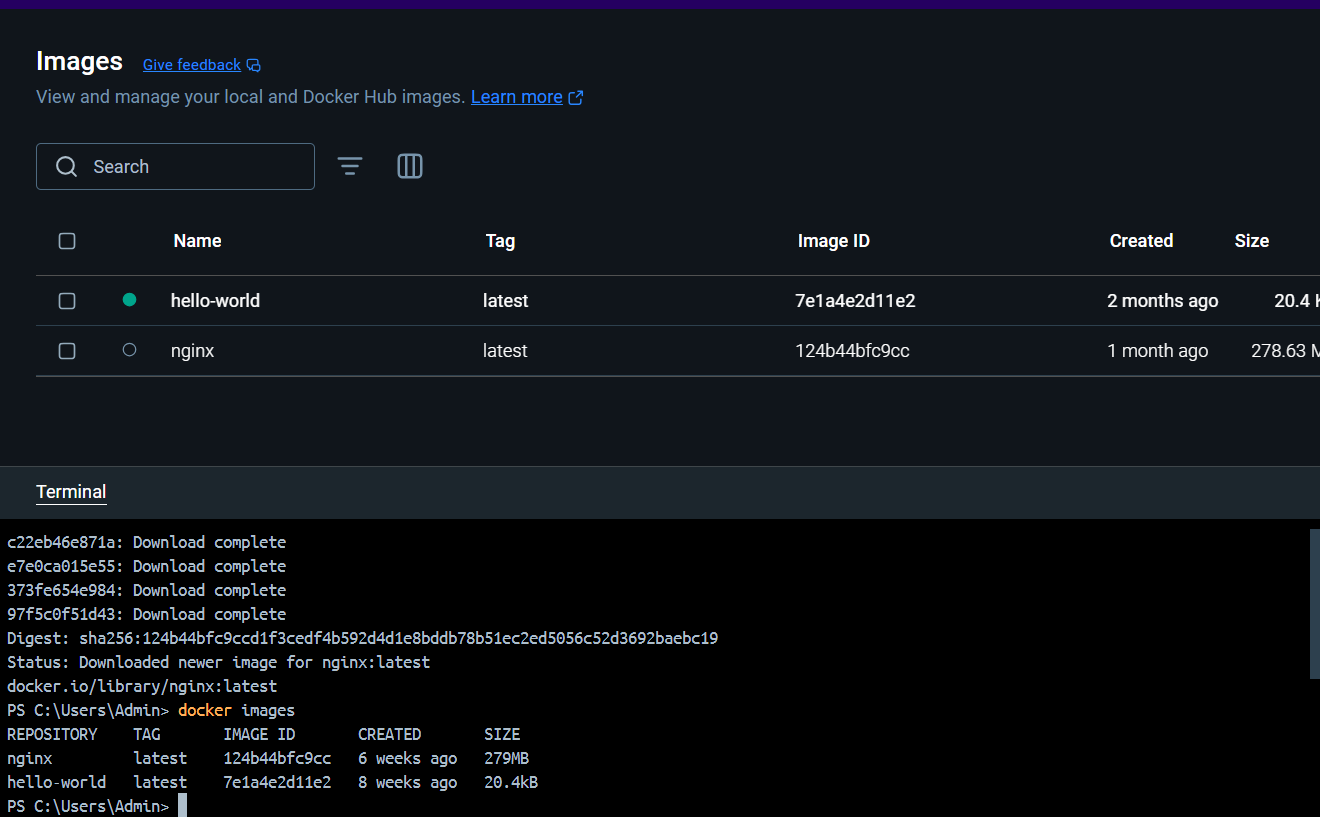 Images Give feedback
View and manage your local and Docker Hub images. Learn more
Search
Name Tag Image ID Created Size
hello-world latest 7e1a4e2d11e2 2 months ago 20.4 K
nginx latest 124b44bfc9cc 1 month ago 278.63 M
Terminal
c22eb46e871a: Download complete
e7e0ca015e55: Download complete
373fe654e984: Download complete
97f5c0f51d43: Download complete
Digest: sha256:124b44bfc9ccd1f3cedf4b592d4d1e8bddb78b51ec2ed5056c52d3692baebc19
Status: Downloaded newer image for nginx:latest
docker.io/library/nginx:latest
PS C:\Users\Admin> docker images
REPOSITORY TAG IMAGE ID CREATED SIZE
nginx latest 124b44bfc9cc 6 weeks ago 279MB
hello-world latest 7e1a4e2d11e2 8 weeks ago 20.4kB
PS C:\Users\Admin>